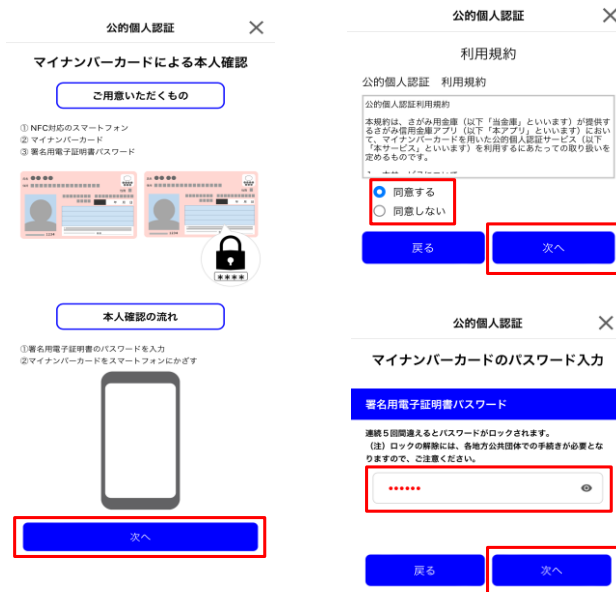 公的個人認証
マイナンバーカードによる本人確認
ご用意いただくもの
① NFC対応のスマートフォン
② マイナンバーカード
③ 署名用電子証明書パスワード
****
本人確認の流れ
①署名用電子証明書のパスワードを入力
②マイナンバーカードをスマートフォンにかざす
次へ
公的個人認証
利用規約
公的個人認証 利用規約
公的個人認証利用規約
本規約は、さがみ信用金庫（以下「当金庫」といいます）が提供す
るさがみ信用金庫アプリ（以下「本アプリ」といいます）におい
て、マイナンバーカードを用いた公的個人認証サービス（以下
「本サービス」といいます）を利用するにあたっての取り扱いを
定めるものです。
同意する
同意しない
戻る
次へ
公的個人認証
マイナンバーカードのパスワード入力
署名用電子証明書パスワード
連続５回間違えるとパスワードがロックされます。
（注）ロックの解除には、各地方公共団体での手続きが必要とな
りますので、ご注意ください。
••••••
戻る
次へ